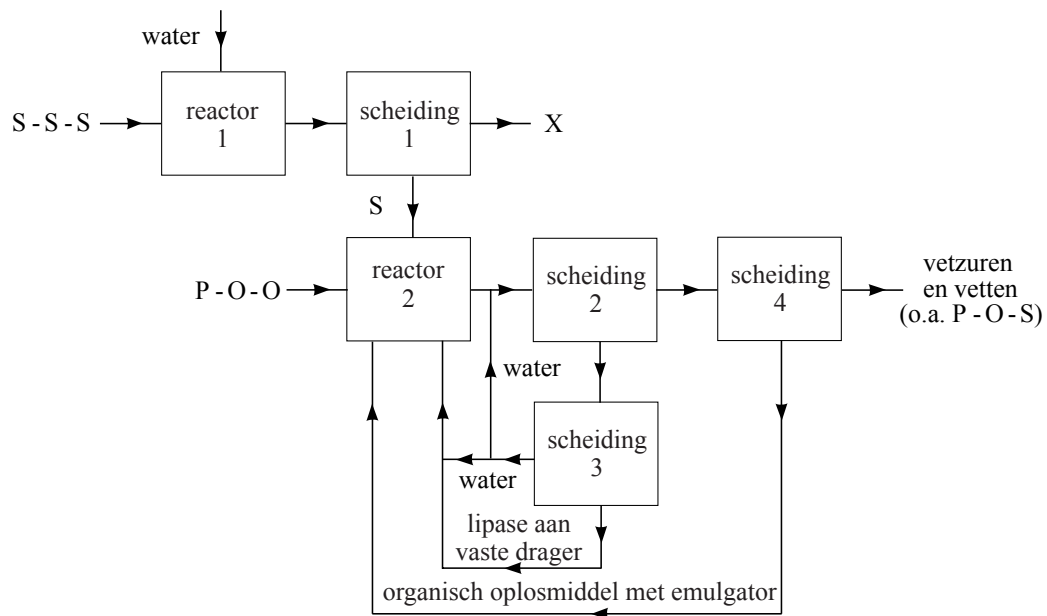 water
S - S - S
reactor
1
scheiding
1
X
S
P - O - O
reactor
2
scheiding
2
scheiding
4
vetzuren
en vetten
(o.a. P - O - S)
water
scheiding
3
water
lipase aan
vaste drager
organisch oplosmiddel met emulgator